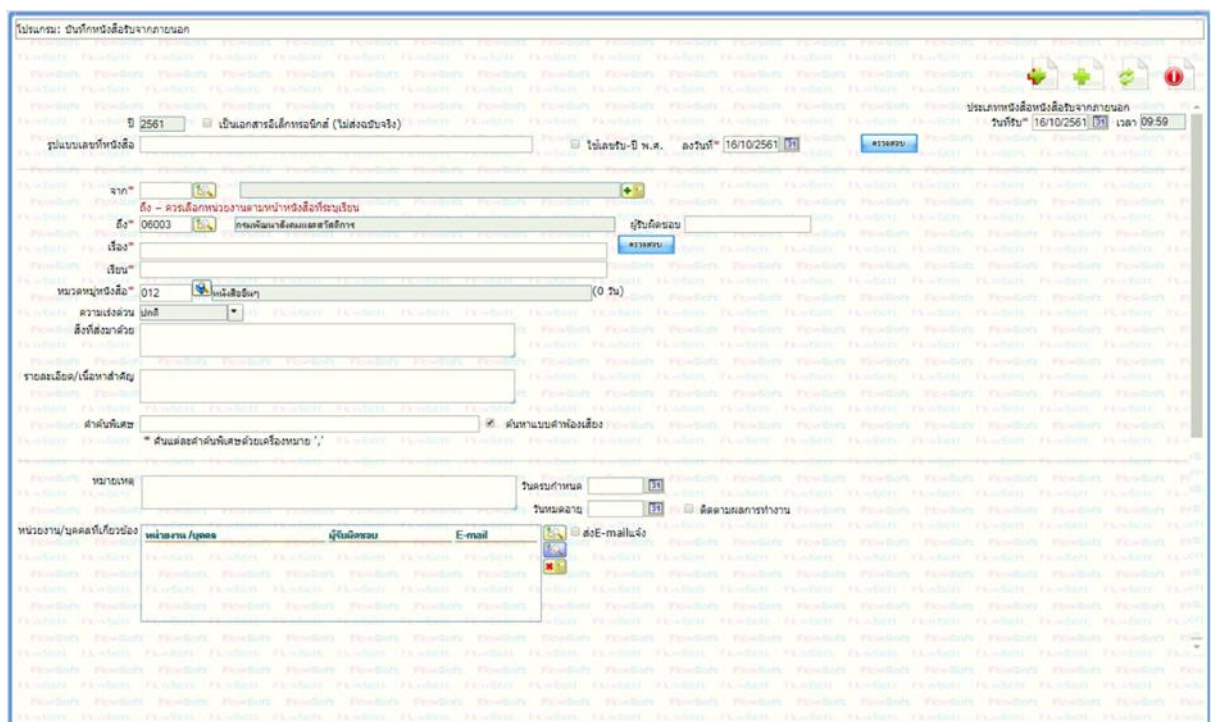 โปรแกรม: บันทึกหนังสือรับจากภายนอก
ประเภทหนังสือหนังสือรับจากภายนอก
ปี 2561 เป็นเอกสารอิเล็กทรอนิกส์ (ไม่ส่งฉบับจริง) วันที่รับ* 16/10/2561 เวลา 09:59
รูปแบบเลขที่หนังสือ ใช้เลขรับ-ปี พ.ศ. ลงวันที่* 16/10/2561 ตรวจสอบ
จาก*
ถึง – ควรเลือกหน่วยงานตามหน้าหนังสือที่ระบุเรียน
ถึง* 06003 กรมพัฒนาสังคมและสวัสดิการ ผู้รับผิดชอบ
เรื่อง* ตรวจสอบ
เรียน*
หมวดหมู่หนังสือ* 012 หนังสืออื่นๆ (0 วัน)
ความเร่งด่วน ปกติ
สิ่งที่ส่งมาด้วย
รายละเอียด/เนื้อหาสำคัญ
คำค้นพิเศษ ค้นหาแบบคำพ้องเสียง
* คั่นแต่ละคำค้นพิเศษด้วยเครื่องหมาย ','
หมายเหตุ วันครบกำหนด
วันหมดอายุ ติดตามผลการทำงาน
หน่วยงาน/บุคคลที่เกี่ยวข้อง หน่วยงาน /บุคคล ผู้รับผิดชอบ E-mail ส่งE-mailแจ้ง